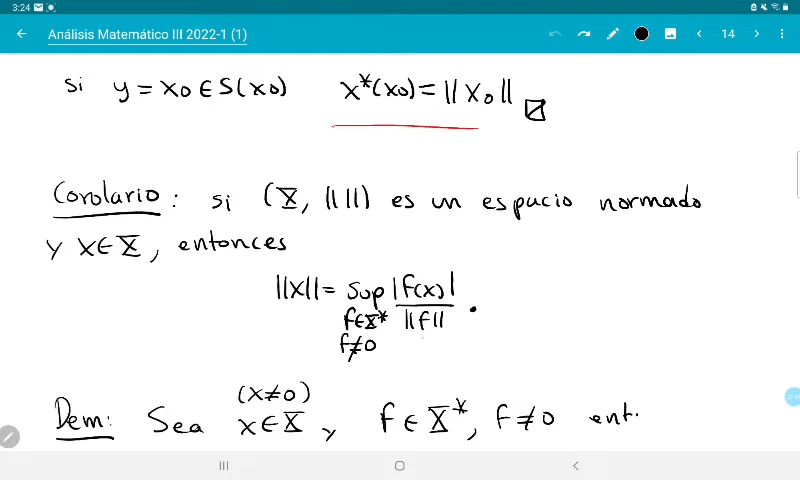 3:24
Análisis Matemático III 2022-1 (1)
14
si y = x0 ∈ S(x0) x*(x0) = ||x0||
Corolario: si (X, || ||) es un espacio normado
y x ∈ X, entonces
||x|| = sup |f(x)|
f∈X* ||f|| .
f≠0
(x≠0)
Dem: Sea x ∈ X y f ∈ X*, f ≠ 0 ent.